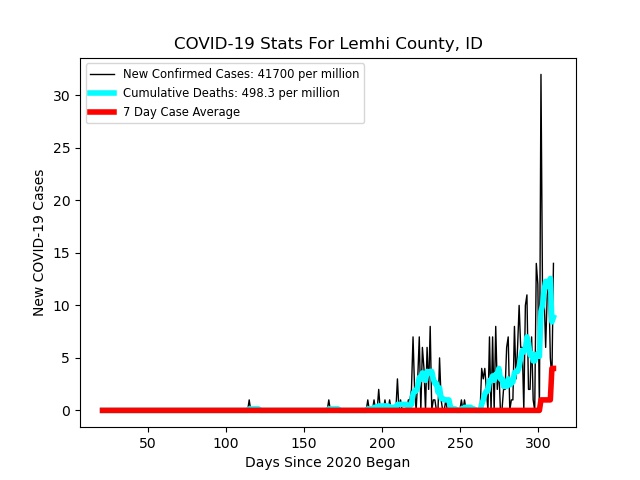 COVID-19 Stats For Lemhi County, ID
New Confirmed Cases: 41700 per million
Cumulative Deaths: 498.3 per million
7 Day Case Average
New COVID-19 Cases
30
25
20
15
10
5
0
50 100 150 200 250 300
Days Since 2020 Began